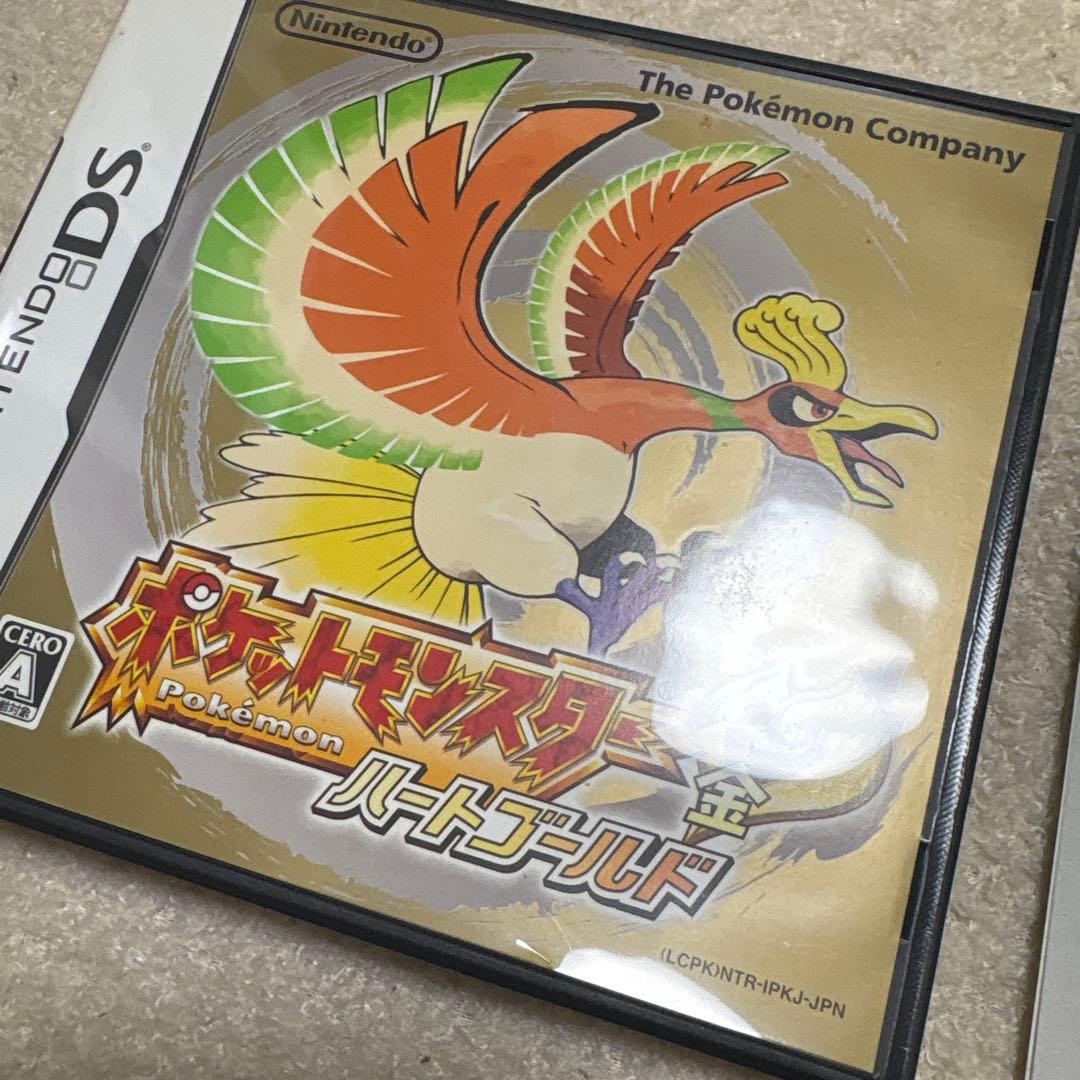 Nintendo
The Pokémon Company
NINTENDO DS
ポケットモンスター
Pokémon
金
ハートゴールド
CERO
A
(LCPK)NTR-IPKJ-JPN